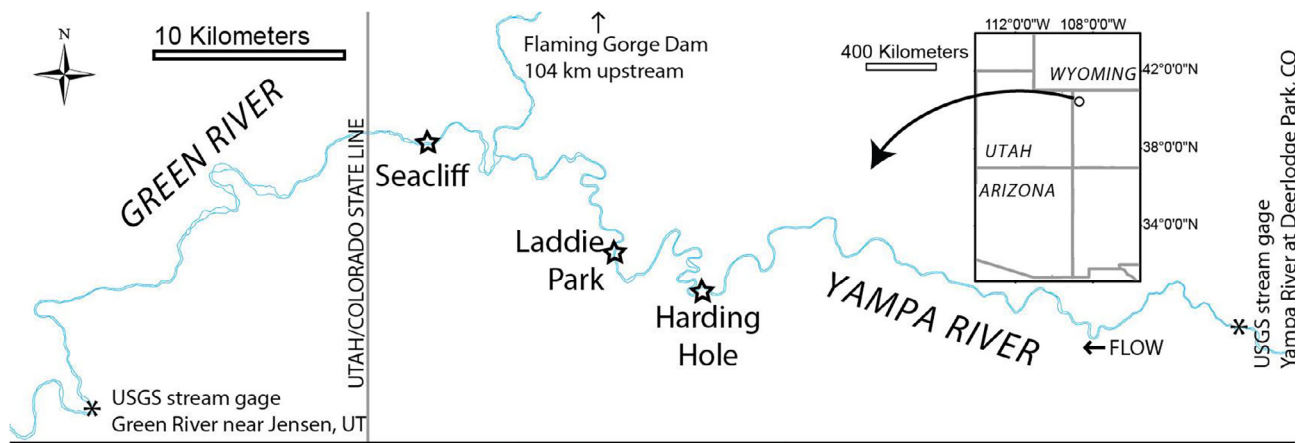 N
10 Kilometers
Flaming Gorge Dam
104 km upstream
400 Kilometers
112°0'0"W 108°0'0"W
WYOMING
42°0'0"N
UTAH
38°0'0"N
ARIZONA
34°0'0"N
GREEN RIVER
UTAH/COLORADO STATE LINE
Seacliff
Laddie
Park
Harding
Hole
YAMPA RIVER
FLOW
USGS stream gage
Yampa River at Deerlodge Park, CO
USGS stream gage
Green River near Jensen, UT